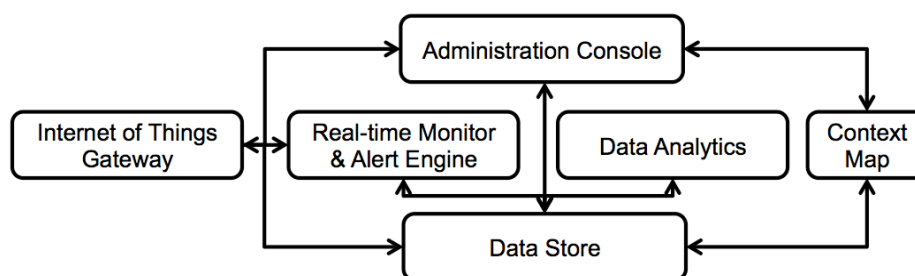 Administration Console
Internet of Things
Gateway
Real-time Monitor
& Alert Engine
Data Analytics
Context
Map
Data Store